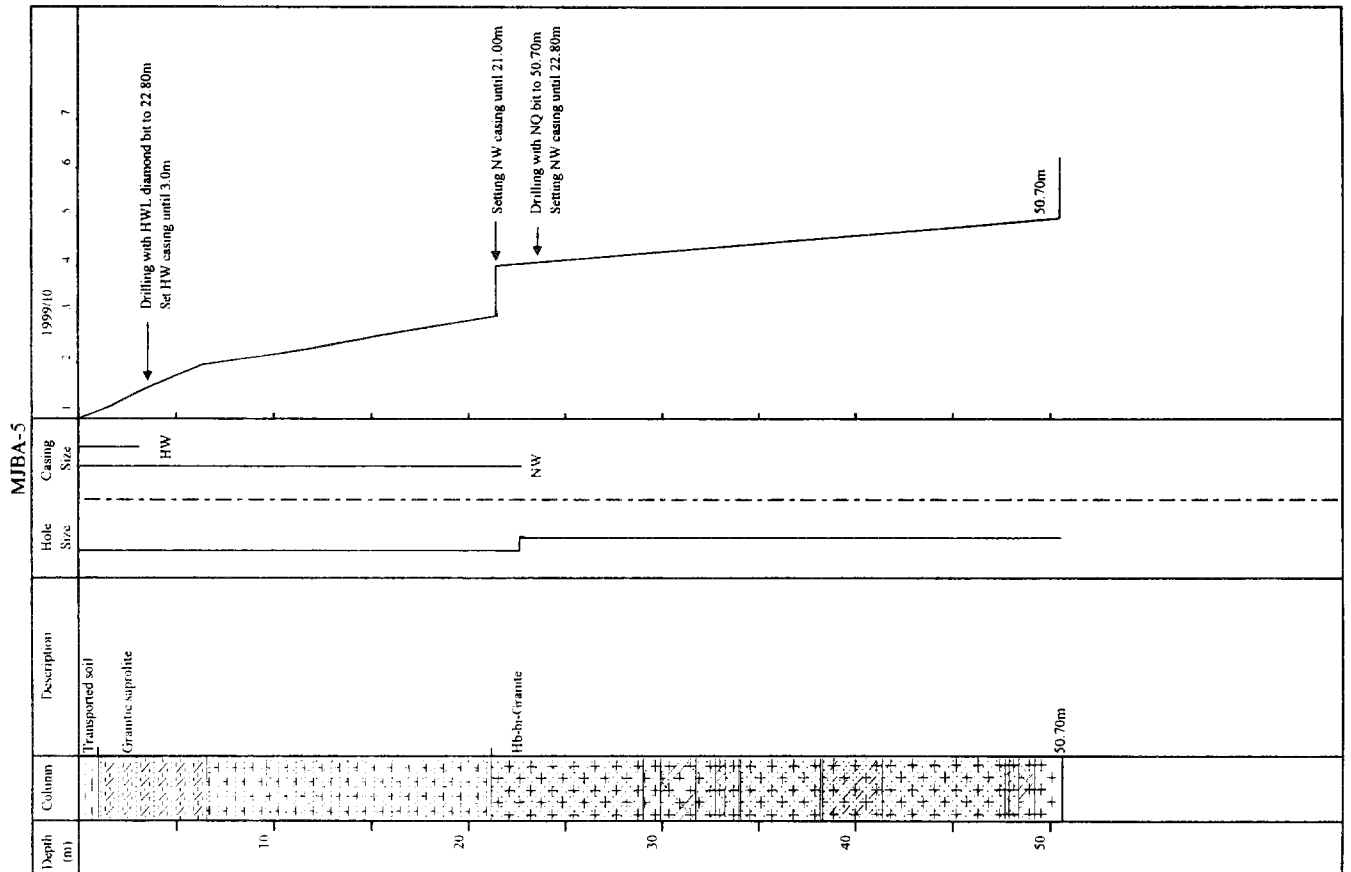 MJBA-5
Depth
(m)
Column
Description
Hole
Size
Casing
Size
1999/10
1
2
3
4
5
6
7
10
20
30
40
50
Transported soil
Granitic saprolite
Hb-bi-Granite
50.70m
HW
NW
Drilling with HWL diamond bit to 22.80m
Set HW casing until 3.0m
Setting NW casing until 21.00m
Drilling with NQ bit to 50.70m
Setting NW casing until 22.80m
50.70m